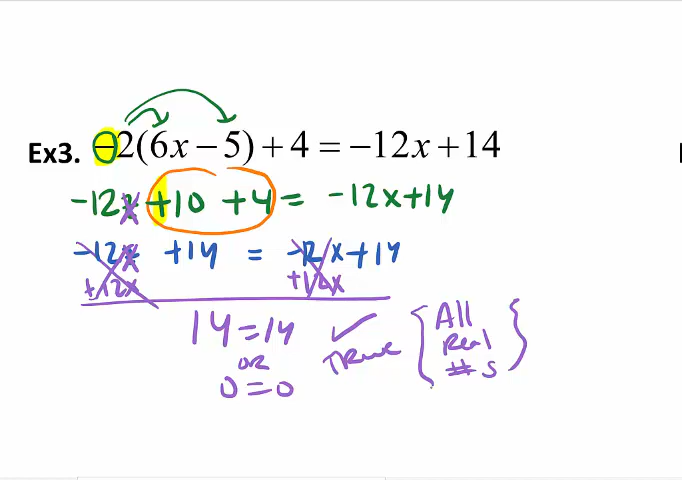 Ex3. −2(6x − 5) + 4 = −12x + 14
-12x +10 +4 = -12x+14
-12x +14 = -12x+14
+12x +12x
14=14 ✓ TRUE { All Real #s }
OR
0=0